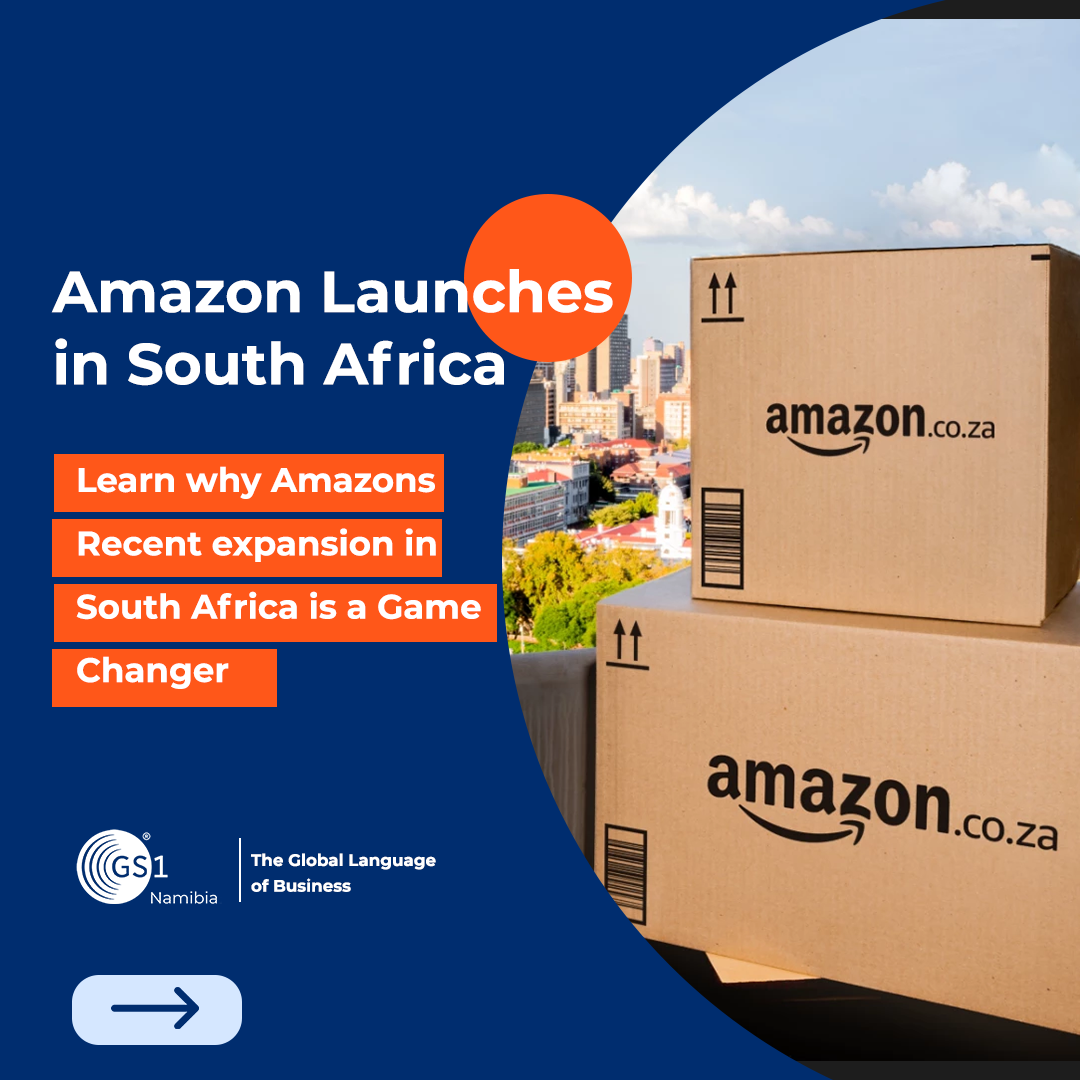 Amazon Launches
in South Africa
Learn why Amazons
Recent expansion in
South Africa is a Game
Changer
GS1
®
Namibia
The Global Language
of Business
amazon.co.za
amazon.co.za